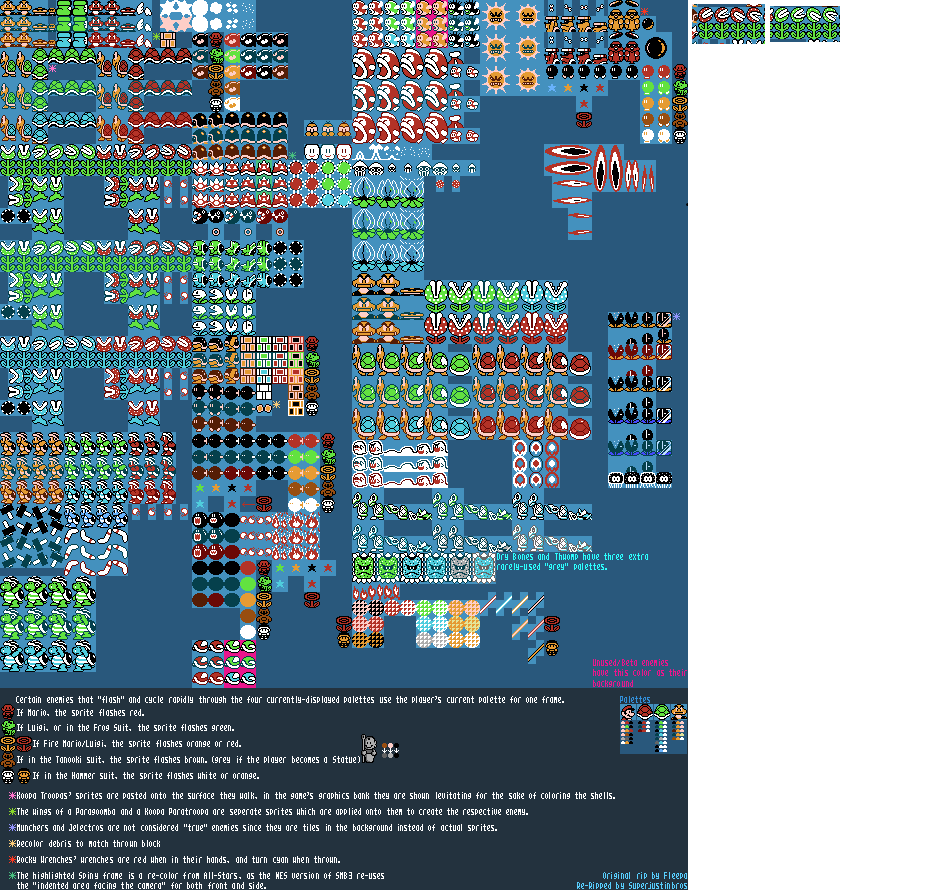 Dry Bones and Thwomp have three extra
rarely-used "grey" palettes.
Unused/Beta enemies
have this color as their
background
Certain enemies that "flash" and cycle rapidly through the four currently-displayed palettes use the player's current palette for one frame.
Palettes
If Mario, the sprite flashes red.
If Luigi, or in the Frog Suit, the sprite flashes green.
If Fire Mario/Luigi, the sprite flashes orange or red.
If in the Tanooki suit, the sprite flashes brown. (grey if the player becomes a Statue)
If in the Hammer suit, the sprite flashes white or orange.
Koopa Troopas' sprites are pasted onto the surface they walk, in the game's graphics bank they are shown levitating for the sake of coloring the shells.
The wings of a Paragoomba and a Koopa Paratroopa are seperate sprites which are applied onto them to create the respective enemy.
Munchers and Jelectros are not considered "true" enemies since they are tiles in the background instead of actual sprites.
Recolor debris to match thrown block
Rocky Wrenches' wrenches are red when in their hands, and turn cyan when thrown.
The highlighted Spiny frame is a re-color from All-Stars, as the NES version of SMB3 re-uses
the "indented area facing the camera" for both front and side.
Original rip by Fleepa
Re-Ripped by Superjustinbros